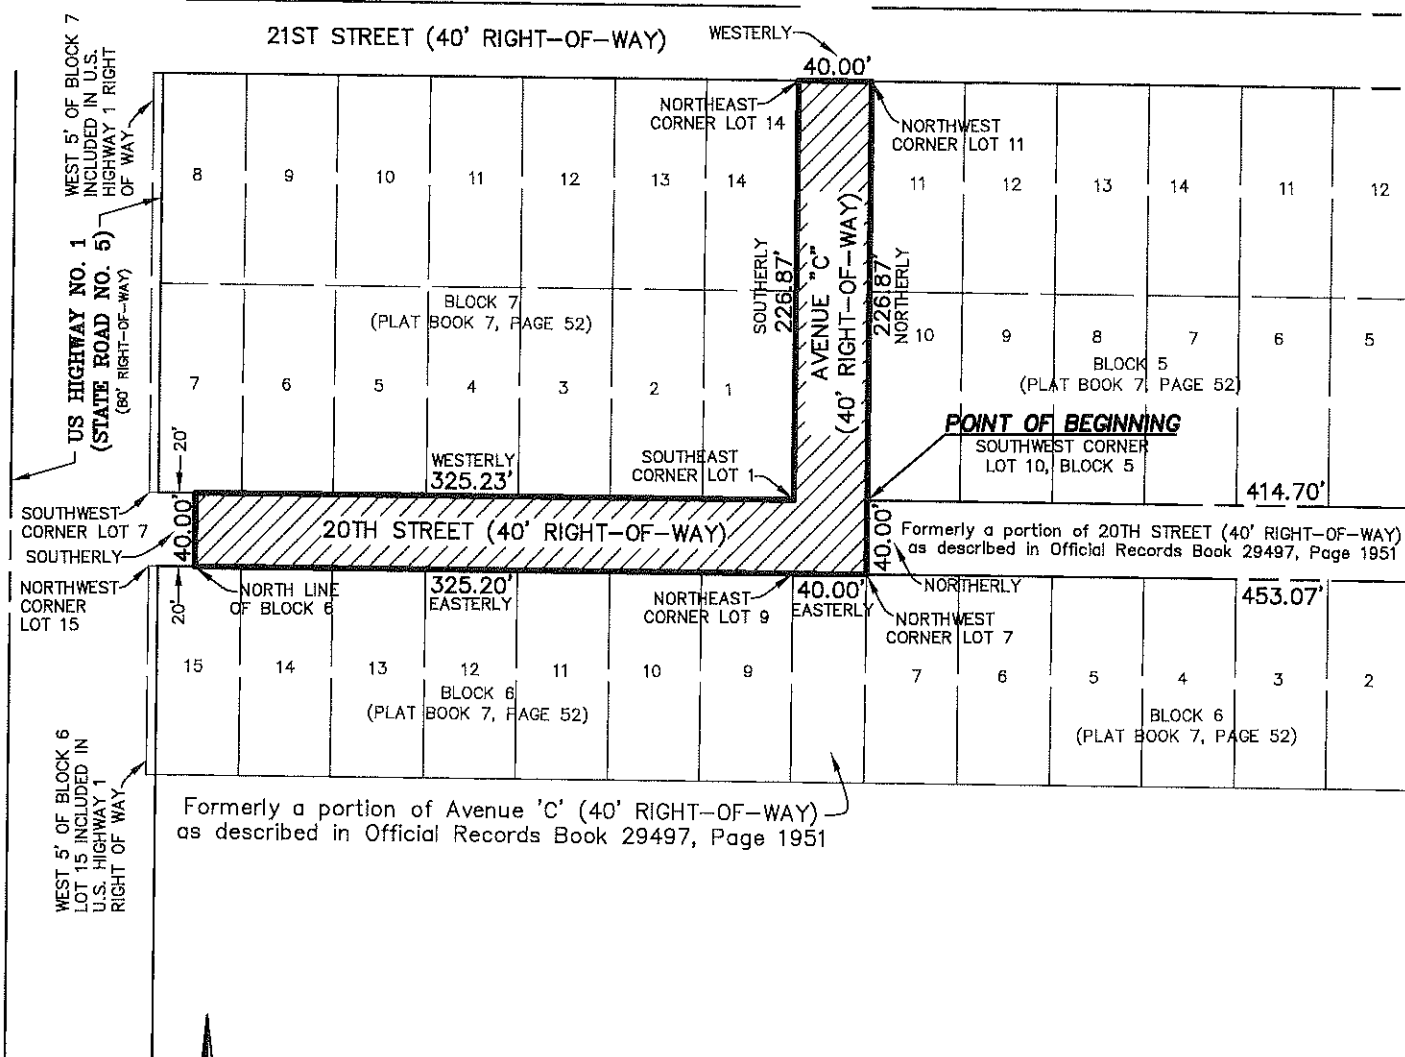 21ST STREET (40' RIGHT-OF-WAY)
WESTERLY
40.00'
WEST 5' OF BLOCK 7
INCLUDED IN U.S.
HIGHWAY 1 RIGHT
OF WAY
NORTHEAST
CORNER LOT 14
NORTHWEST
CORNER LOT 11
8
9
10
11
12
13
14
11
12
13
14
11
12
US HIGHWAY NO. 1
(STATE ROAD NO. 5)
(80' RIGHT-OF-WAY)
SOUTHERLY
226.87'
AVENUE "C"
(40' RIGHT-OF-WAY)
226.87'
NORTHERLY
BLOCK 7
(PLAT BOOK 7, PAGE 52)
10
9
8
7
6
5
BLOCK 5
(PLAT BOOK 7, PAGE 52)
7
6
5
4
3
2
1
POINT OF BEGINNING
SOUTHWEST CORNER
LOT 10, BLOCK 5
20'
WESTERLY
325.23'
SOUTHEAST
CORNER LOT 1
414.70'
SOUTHWEST
CORNER LOT 7
SOUTHERLY
40.00'
20TH STREET (40' RIGHT-OF-WAY)
40.00'
Formerly a portion of 20TH STREET (40' RIGHT-OF-WAY)
as described in Official Records Book 29497, Page 1951
NORTHWEST
CORNER
LOT 15
20'
NORTH LINE
OF BLOCK 6
325.20'
EASTERLY
NORTHEAST
CORNER LOT 9
40.00'
EASTERLY
NORTHERLY
NORTHWEST
CORNER LOT 7
453.07'
15
14
13
12
11
10
9
7
6
5
4
3
2
BLOCK 6
(PLAT BOOK 7, PAGE 52)
BLOCK 6
(PLAT BOOK 7, PAGE 52)
WEST 5' OF BLOCK 6
LOT 15 INCLUDED IN
U.S. HIGHWAY 1
RIGHT OF WAY
Formerly a portion of Avenue 'C' (40' RIGHT-OF-WAY)
as described in Official Records Book 29497, Page 1951